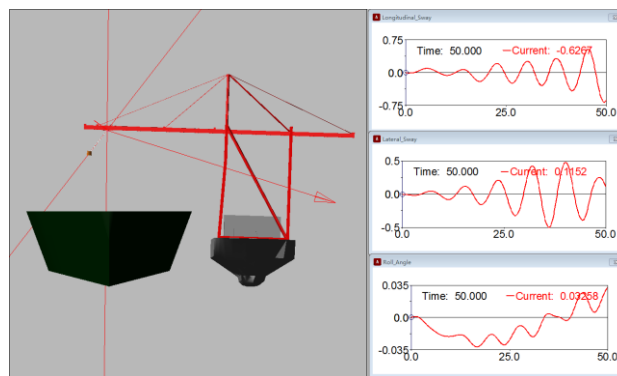 Longitudinal_Sway
0.75
Time: 50.000 Current: -0.6267
0.0
-0.75
0.0 25.0 50.0
Lateral_Sway
0.5
Time: 50.000 Current: 0.1152
0.0
-0.5
0.0 25.0 50.0
Roll_Angle
0.035
Time: 50.000 Current: 0.03258
0.0
-0.035
0.0 25.0 50.0